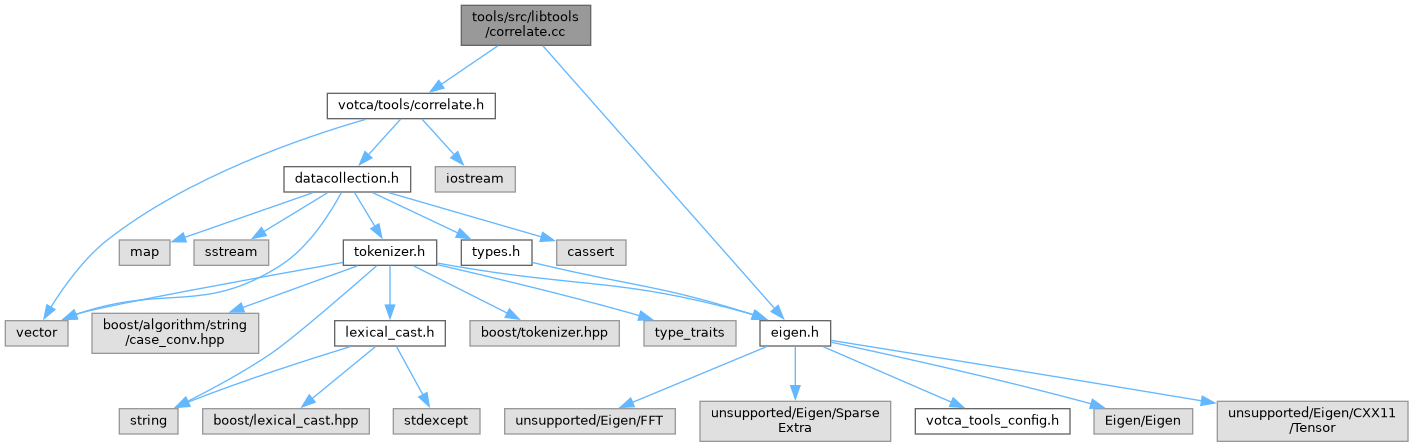 tools/src/libtools
/correlate.cc
votca/tools/correlate.h
datacollection.h
iostream
map
sstream
tokenizer.h
types.h
cassert
vector
boost/algorithm/string
/case_conv.hpp
lexical_cast.h
boost/tokenizer.hpp
type_traits
eigen.h
string
boost/lexical_cast.hpp
stdexcept
unsupported/Eigen/FFT
unsupported/Eigen/Sparse
Extra
votca_tools_config.h
Eigen/Eigen
unsupported/Eigen/CXX11
/Tensor